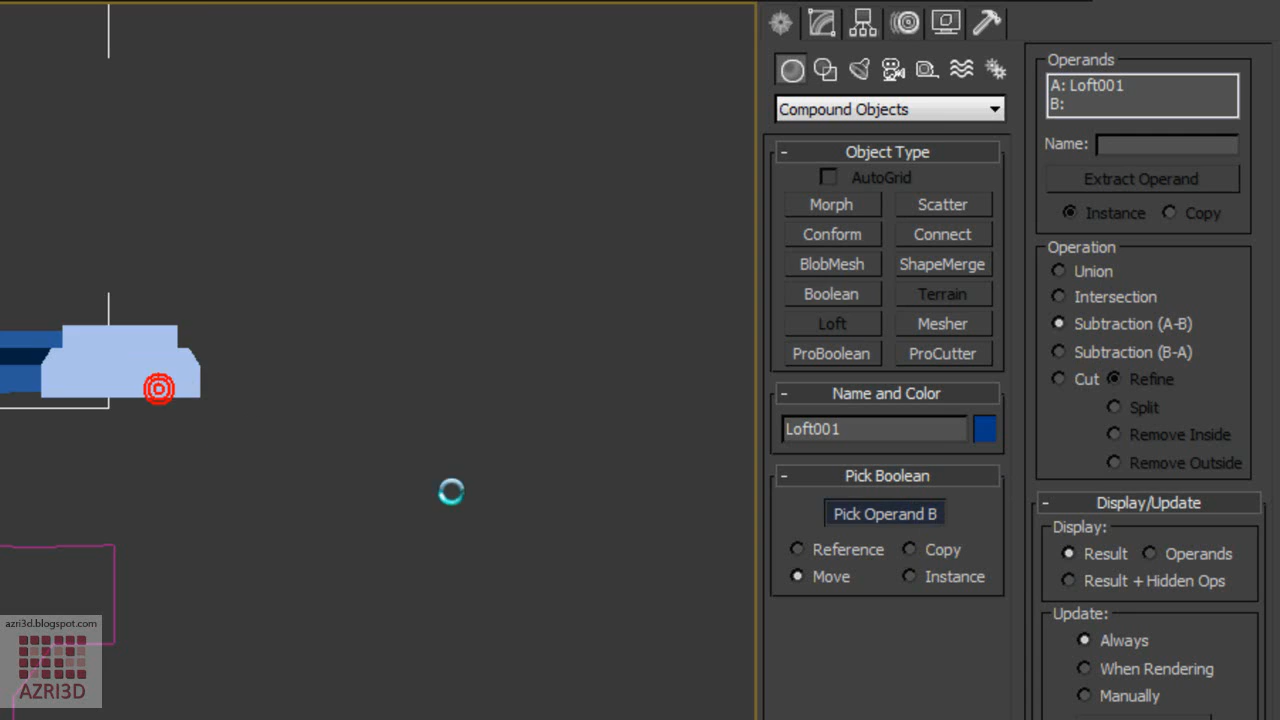 Compound Objects
- Object Type
AutoGrid
Morph Scatter
Conform Connect
BlobMesh ShapeMerge
Boolean Terrain
Loft Mesher
ProBoolean ProCutter
- Name and Color
Loft001
- Pick Boolean
Pick Operand B
Reference Copy
Move Instance
Operands
A: Loft001
B:
Name:
Extract Operand
Instance Copy
Operation
Union
Intersection
Subtraction (A-B)
Subtraction (B-A)
Cut Refine
Split
Remove Inside
Remove Outside
- Display/Update
Display:
Result Operands
Result + Hidden Ops
Update:
Always
When Rendering
Manually
azri3d.blogspot.com
AZRI3D